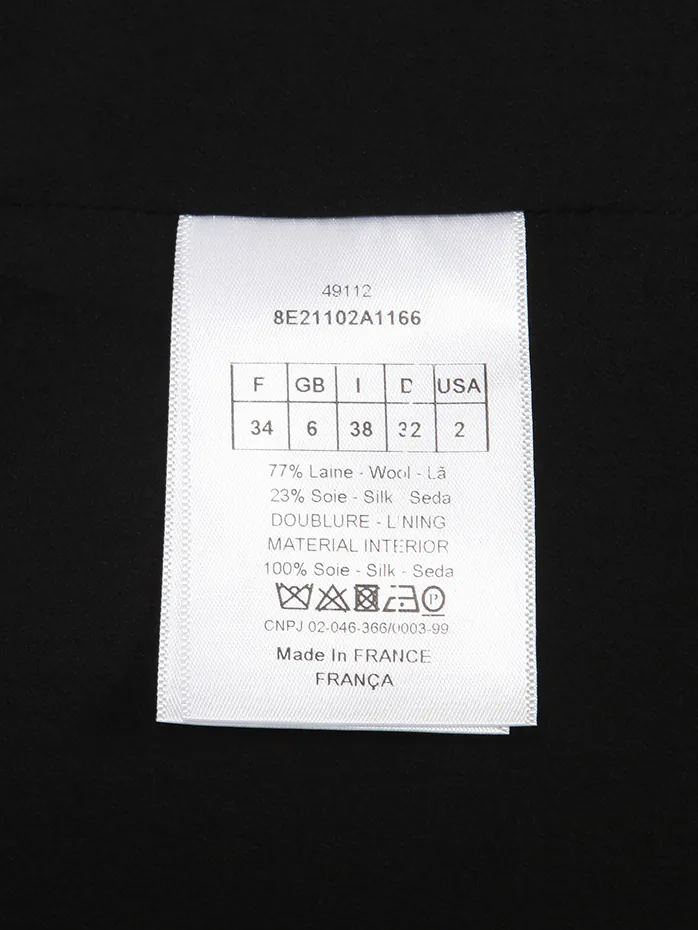 49112
8E21102A1166
F GB I D USA
34 6 38 32 2
77% Laine - Wool - Lã
23% Soie - Silk Seda
DOUBLURE - LINING
MATERIAL INTERIOR
100% Soie - Silk - Seda
P
CNPJ 02-046-366/0003-99
Made In FRANCE
FRANÇA